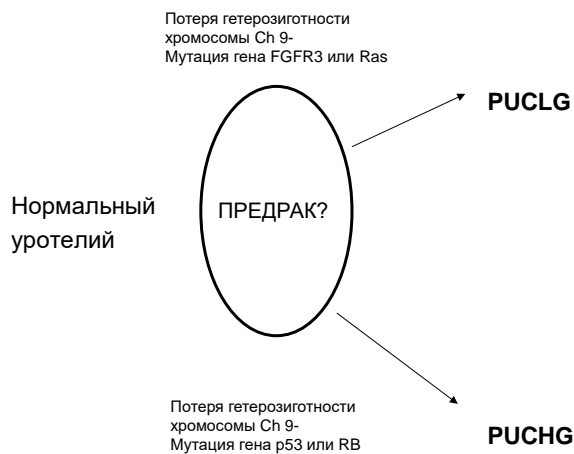 Потеря гетерозиготности
хромосомы Ch 9-
Мутация гена FGFR3 или Ras
PUCLG
Нормальный
уротелий
ПРЕДРАК?
Потеря гетерозиготности
хромосомы Ch 9-
Мутация гена p53 или RB
PUCHG